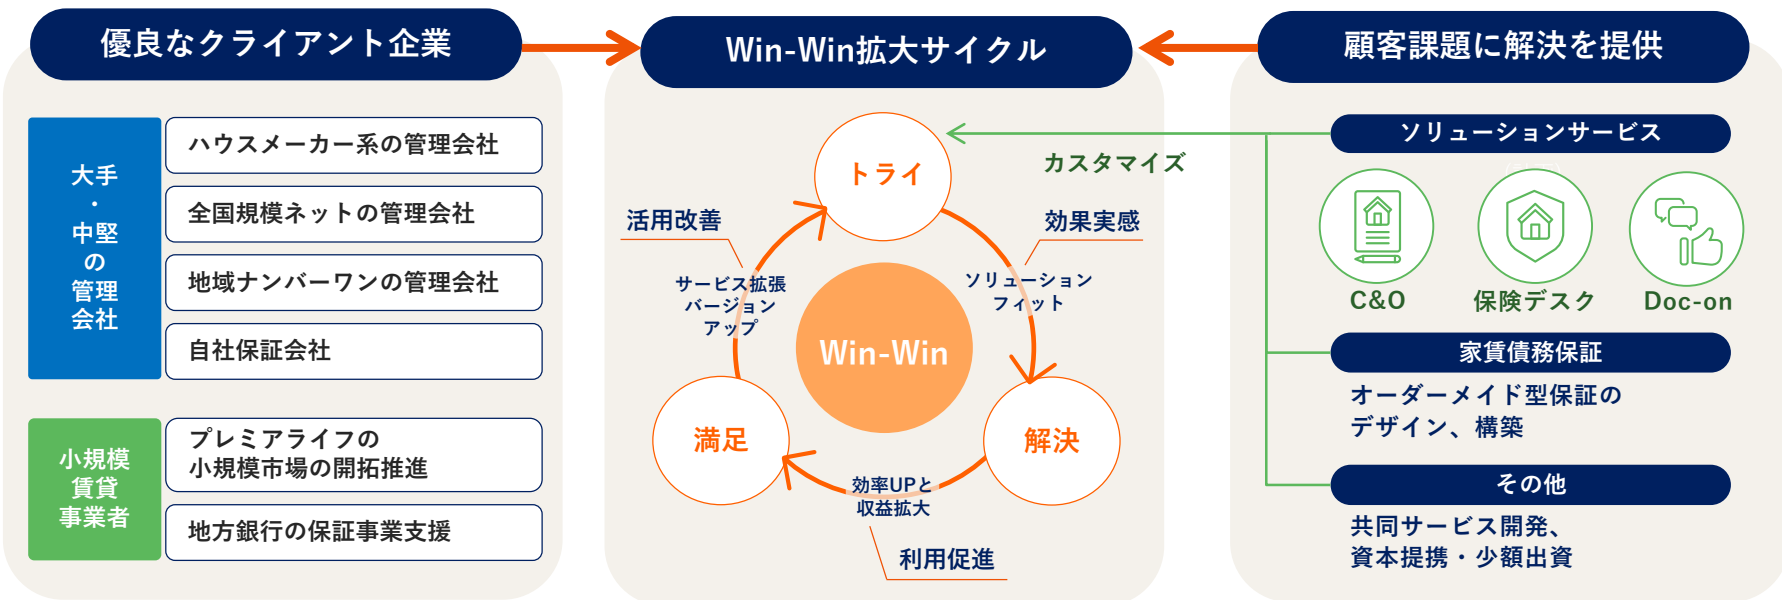 優良なクライアント企業
大手
・
中堅
の
管理
会社
ハウスメーカー系の管理会社
全国規模ネットの管理会社
地域ナンバーワンの管理会社
自社保証会社
小規模
賃貸
事業者
プレミアライフの
小規模市場の開拓推進
地方銀行の保証事業支援
Win-Win拡大サイクル
トライ
カスタマイズ
活用改善
効果実感
サービス拡張
バージョン
アップ
ソリューション
フィット
Win-Win
満足
解決
効率UPと
収益拡大
利用促進
顧客課題に解決を提供
ソリューションサービス
C&O
保険デスク
Doc-on
家賃債務保証
オーダーメイド型保証の
デザイン、構築
その他
共同サービス開発、
資本提携・少額出資